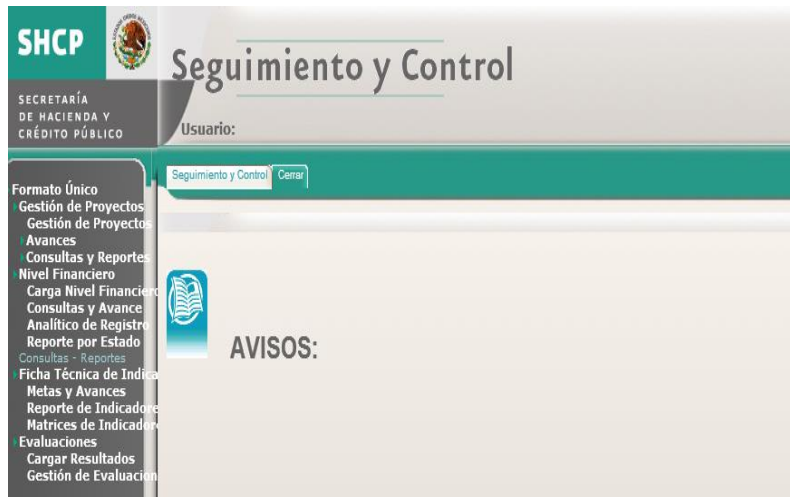 SHCP
SECRETARÍA
DE HACIENDA Y
CRÉDITO PÚBLICO
Seguimiento y Control
Usuario:
Seguimiento y Control
Cerrar
Formato Único
Gestión de Proyectos
Gestión de Proyectos
Avances
Consultas y Reportes
Nivel Financiero
Carga Nivel Financiero
Consultas y Avance
Analítico de Registro
Reporte por Estado
Consultas - Reportes
Ficha Técnica de Indica
Metas y Avances
Reporte de Indicadore
Matrices de Indicador
Evaluaciones
Cargar Resultados
Gestión de Evaluacion
AVISOS: